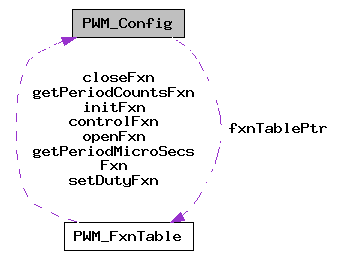 PWM_Config
closeFxn
getPeriodCountsFxn
initFxn
controlFxn
openFxn
getPeriodMicroSecs
Fxn
setDutyFxn
fxnTablePtr
PWM_FxnTable